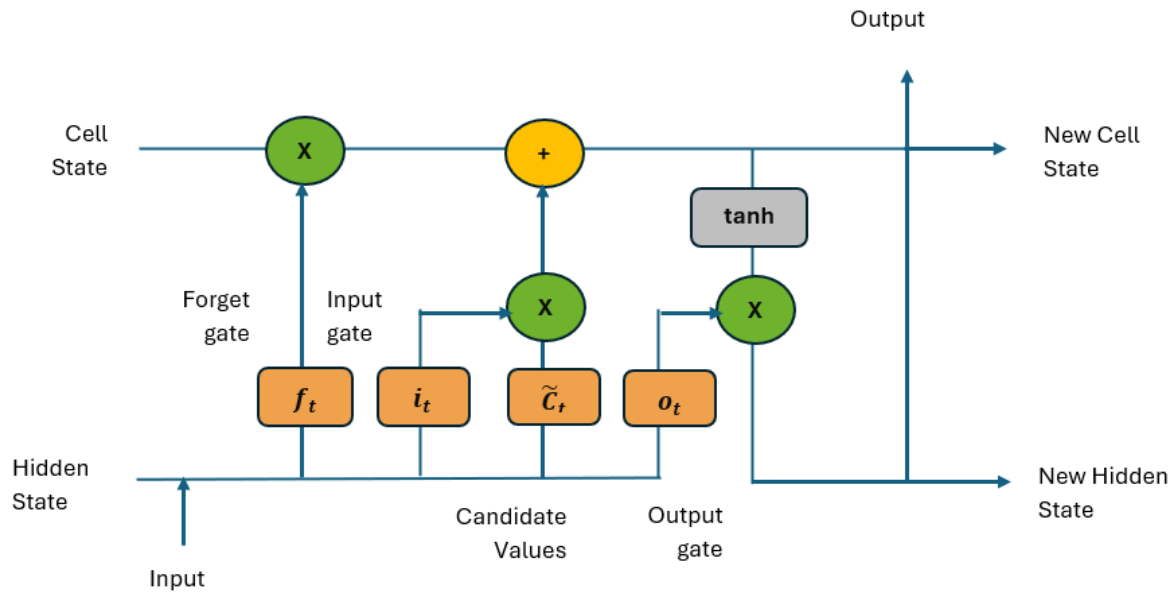 Output
Cell
State
X
+
New Cell
State
tanh
Forget
gate
Input
gate
X
X
f_t
i_t
C̃_t
o_t
Hidden
State
New Hidden
State
Candidate
Values
Output
gate
Input